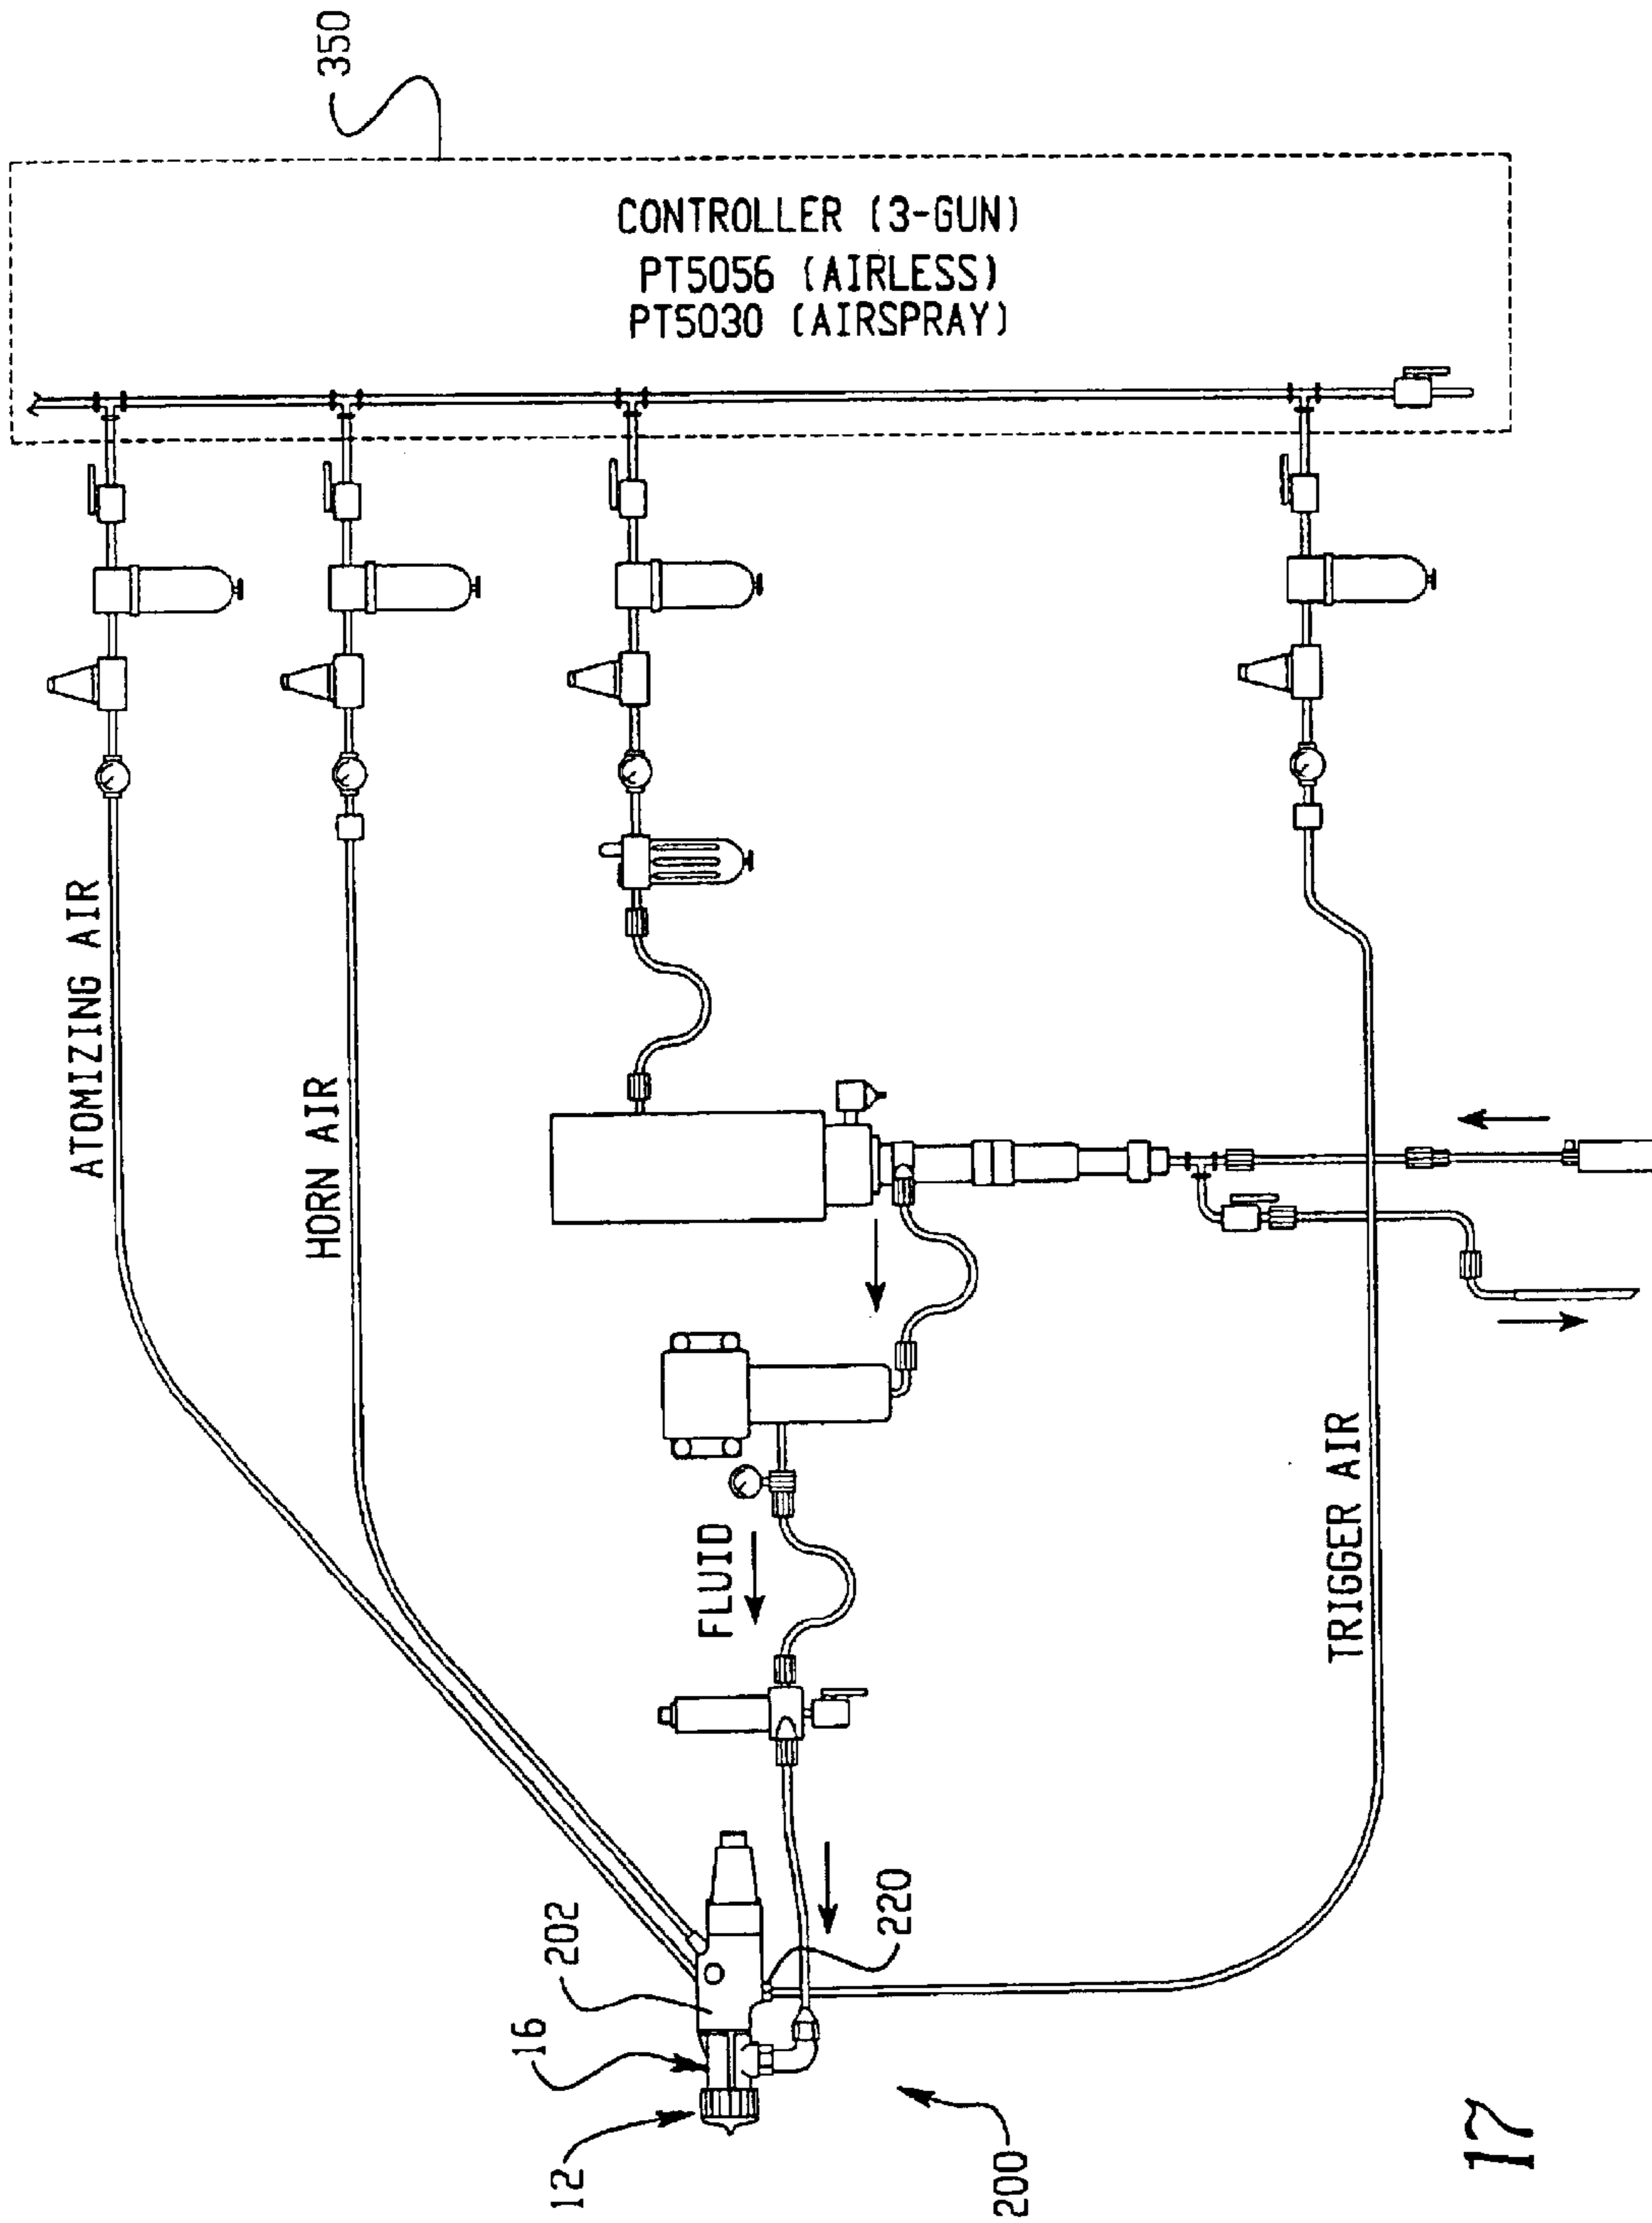 350
CONTROLLER (3-GUN)
PT5056 (AIRLESS)
PT5030 (AIRSPRAY)
ATOMIZING AIR
HORN AIR
FLUID
TRIGGER AIR
202
16
12
220
200
17